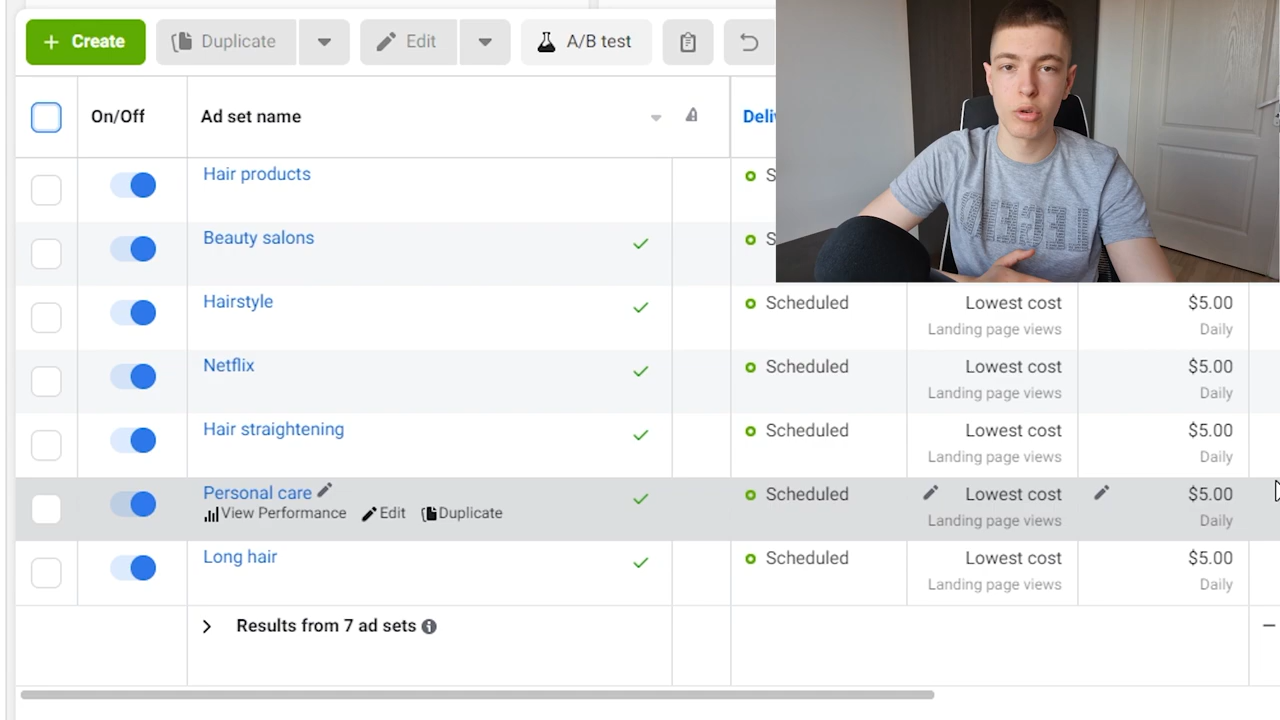 + Create Duplicate Edit A/B test
On/Off Ad set name Deli
Hair products S
Beauty salons S
Hairstyle Scheduled Lowest cost $5.00
Landing page views Daily
Netflix Scheduled Lowest cost $5.00
Landing page views Daily
Hair straightening Scheduled Lowest cost $5.00
Landing page views Daily
Personal care Scheduled Lowest cost $5.00
View Performance Edit Duplicate Landing page views Daily
Long hair Scheduled Lowest cost $5.00
Landing page views Daily
Results from 7 ad sets —